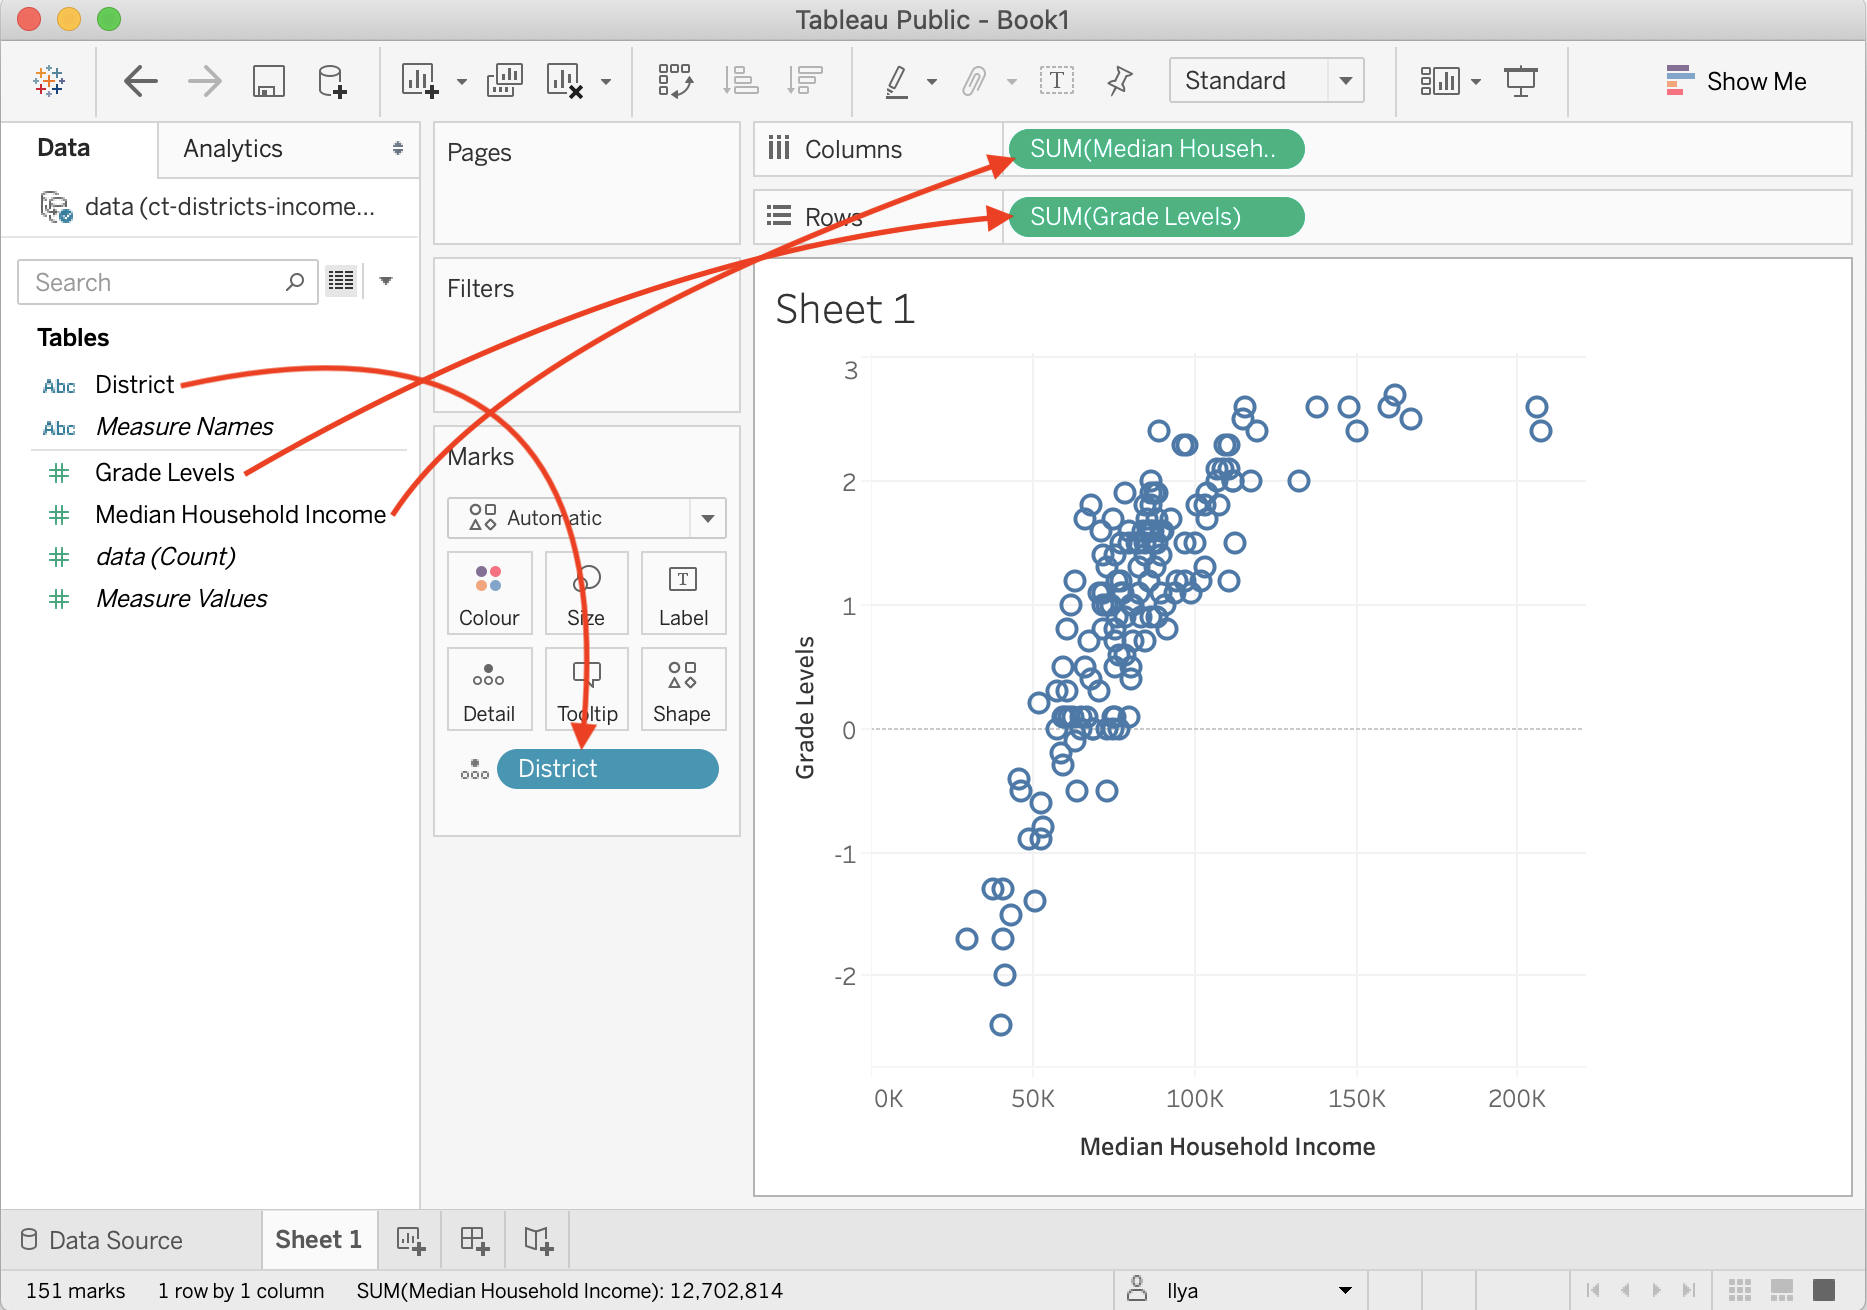 Tableau Public - Book1
Standard
Show Me
Data
Analytics
data (ct-districts-income...
Search
Tables
Abc District
Abc Measure Names
Grade Levels
Median Household Income
data (Count)
Measure Values
Pages
Filters
Marks
Automatic
Colour
Size
T
Label
Detail
Tooltip
Shape
District
Columns
SUM(Median Househ..
Rows
SUM(Grade Levels)
Sheet 1
3
2
1
0
-1
-2
Grade Levels
0K
50K
100K
150K
200K
Median Household Income
Data Source
Sheet 1
151 marks
1 row by 1 column
SUM(Median Household Income): 12,702,814
Ilya